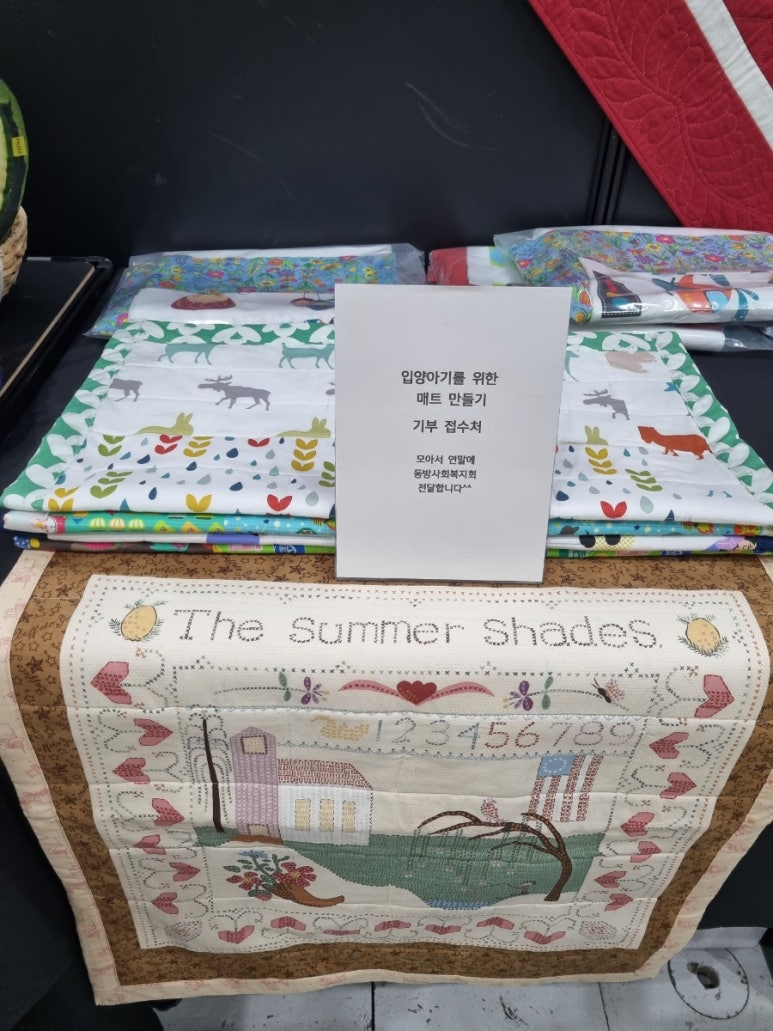 입양아기를 위한
매트 만들기
기부 접수처
모아서 연말에
동방사회복지회
전달합니다^^
The summer shades.
123456789